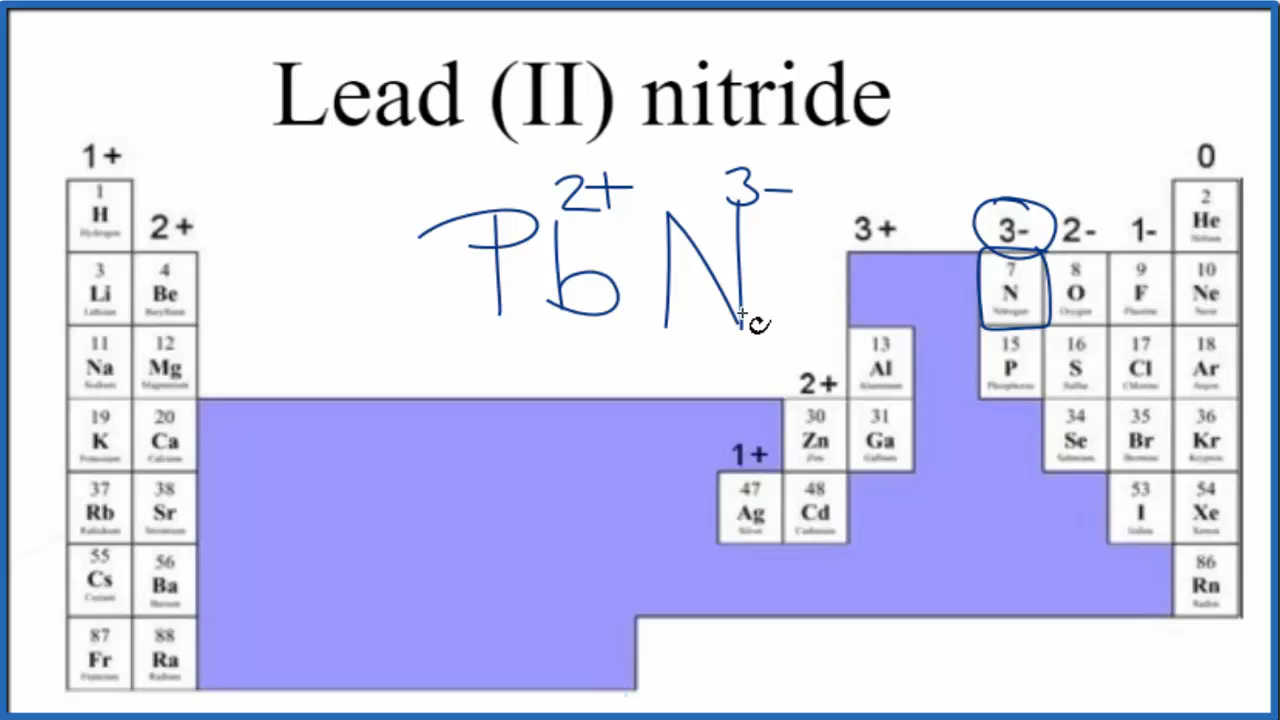 Lead (II) nitride
1+ 0
2+ 3-
Pb N
1 H Hydrogen 2 He Helium
2+ 3+ 3- 2- 1-
3 Li Lithium 4 Be Beryllium 7 N Nitrogen 8 O Oxygen 9 F Fluorine 10 Ne Neon
11 Na Sodium 12 Mg Magnesium 13 Al Aluminum 15 P Phosphorus 16 S Sulfur 17 Cl Chlorine 18 Ar Argon
2+
19 K Potassium 20 Ca Calcium 30 Zn Zinc 31 Ga Gallium 34 Se Selenium 35 Br Bromine 36 Kr Krypton
1+
37 Rb Rubidium 38 Sr Strontium 47 Ag Silver 48 Cd Cadmium 53 I Iodine 54 Xe Xenon
55 Cs Cesium 56 Ba Barium 86 Rn Radon
87 Fr Francium 88 Ra Radium